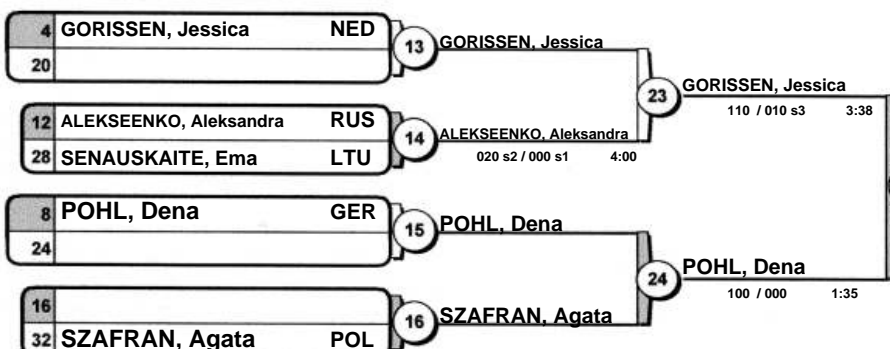 4 GORISSEN, Jessica NED
20
13 GORISSEN, Jessica
12 ALEKSEENKO, Aleksandra RUS
28 SENAUSKAITE, Ema LTU
14 ALEKSEENKO, Aleksandra
020 s2 / 000 s1 4:00
23 GORISSEN, Jessica
110 / 010 s3 3:38
8 POHL, Dena GER
24
15 POHL, Dena
16
32 SZAFRAN, Agata POL
16 SZAFRAN, Agata
24 POHL, Dena
100 / 000 1:35